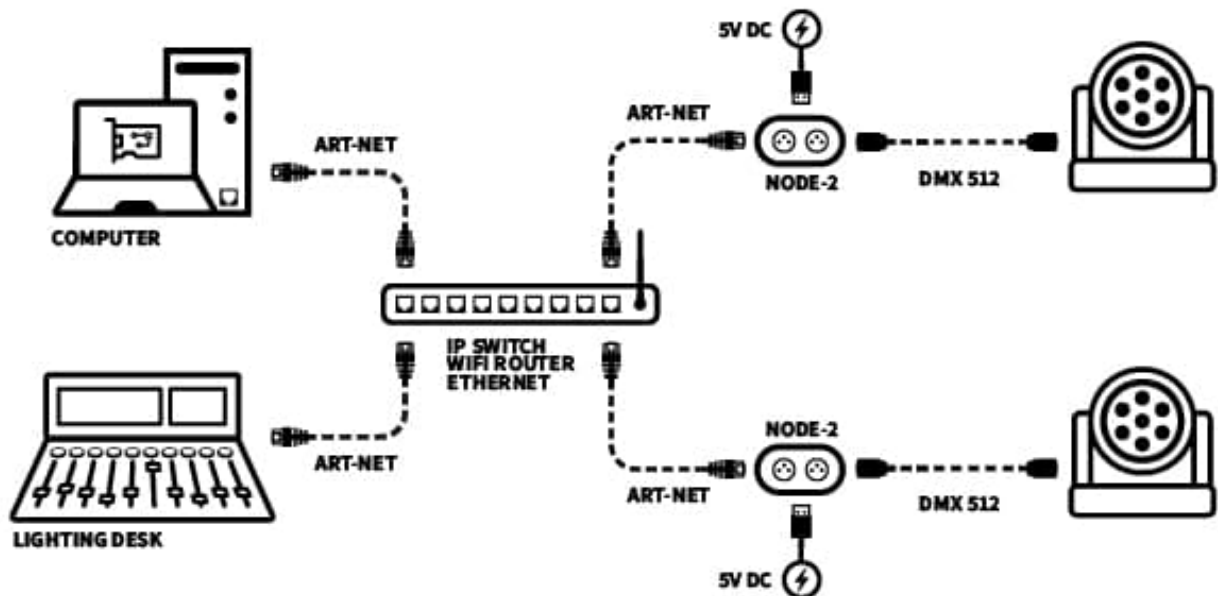 5V DC
ART-NET
ART-NET
NODE-2
DMX 512
COMPUTER
IP SWITCH
WIFI ROUTER
ETHERNET
NODE-2
ART-NET
ART-NET
DMX 512
LIGHTING DESK
5V DC